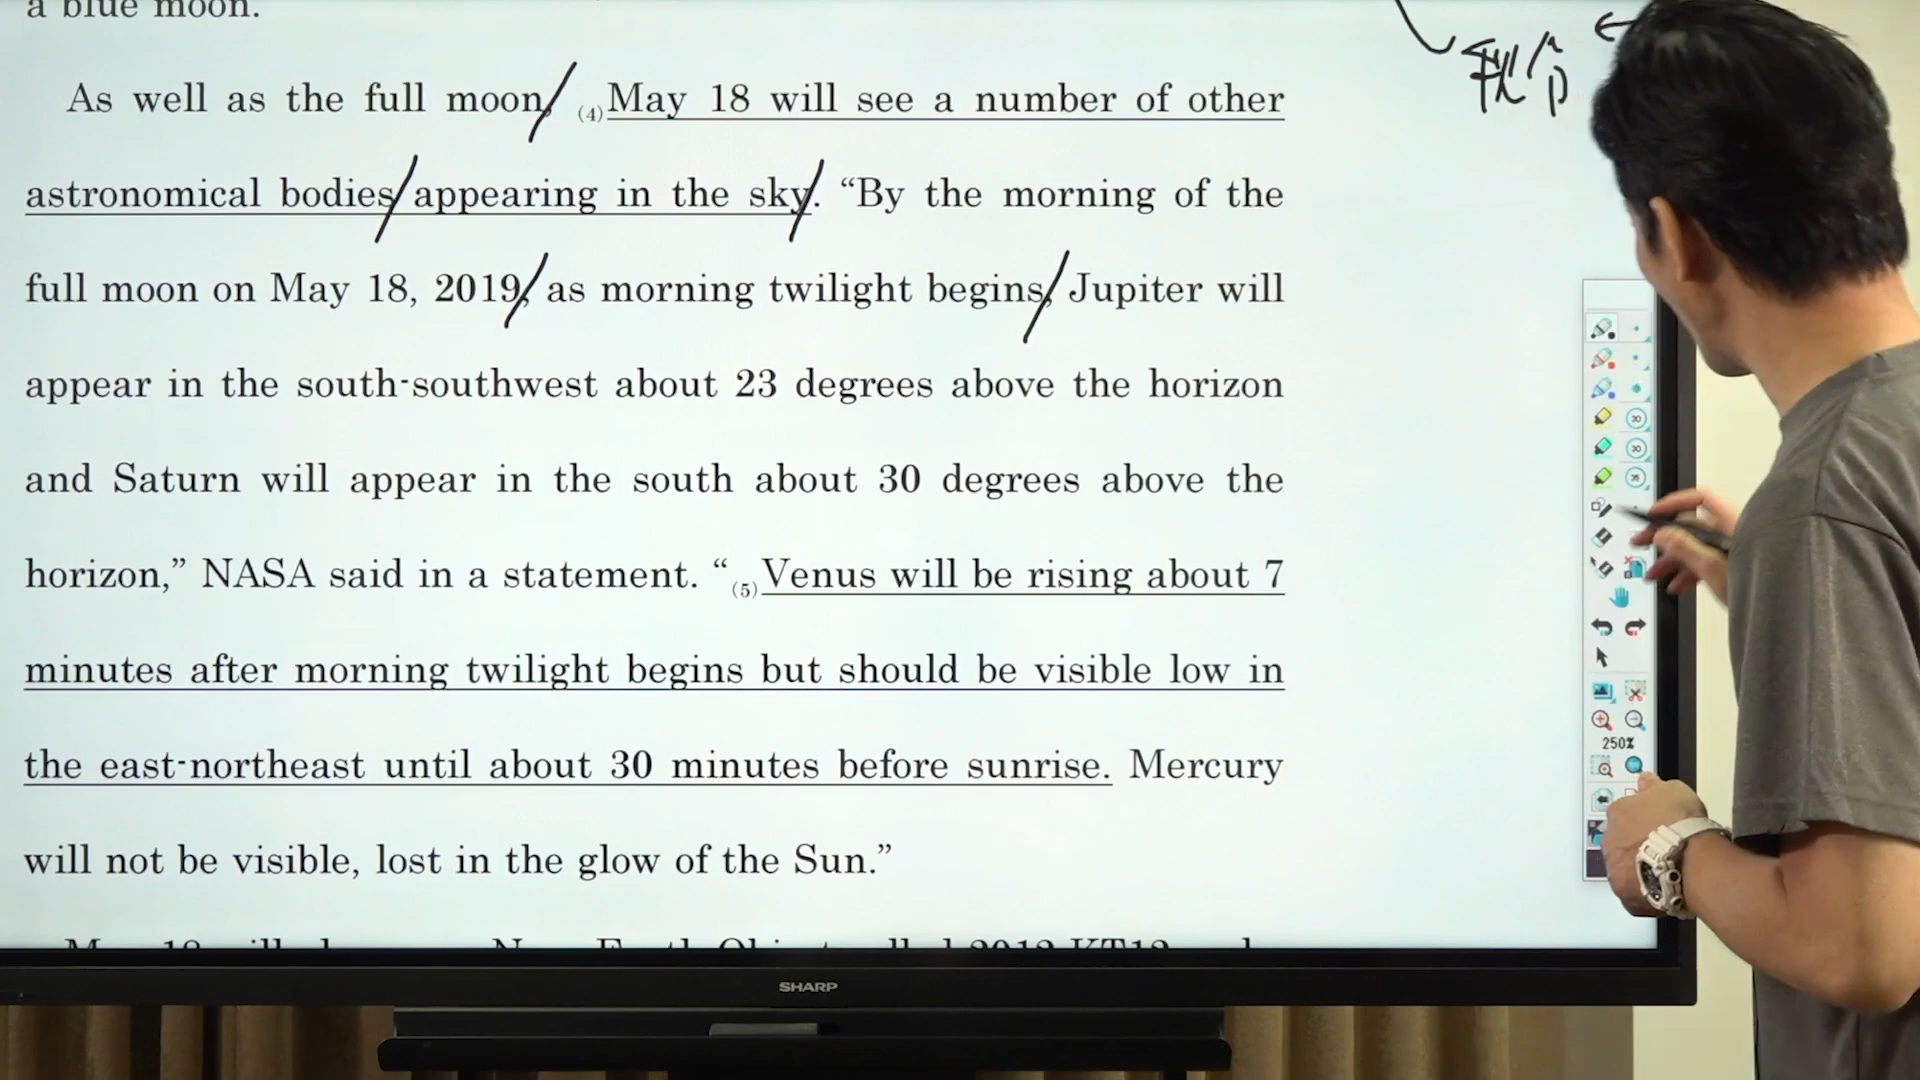 a blue moon.
As well as the full moon, (4)May 18 will see a number of other
astronomical bodies appearing in the sky. “By the morning of the
full moon on May 18, 2019, as morning twilight begins, Jupiter will
appear in the south-southwest about 23 degrees above the horizon
and Saturn will appear in the south about 30 degrees above the
horizon,” NASA said in a statement. “(5)Venus will be rising about 7
minutes after morning twilight begins but should be visible low in
the east-northeast until about 30 minutes before sunrise. Mercury
will not be visible, lost in the glow of the Sun.”
30
30
250%
SHARP